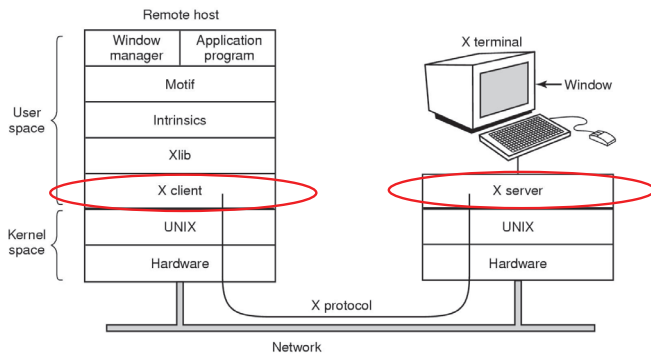 Remote host
Window
manager
Application
program
Motif
Intrinsics
Xlib
X client
UNIX
Hardware
User
space
Kernel
space
X terminal
Window
X server
UNIX
Hardware
X protocol
Network